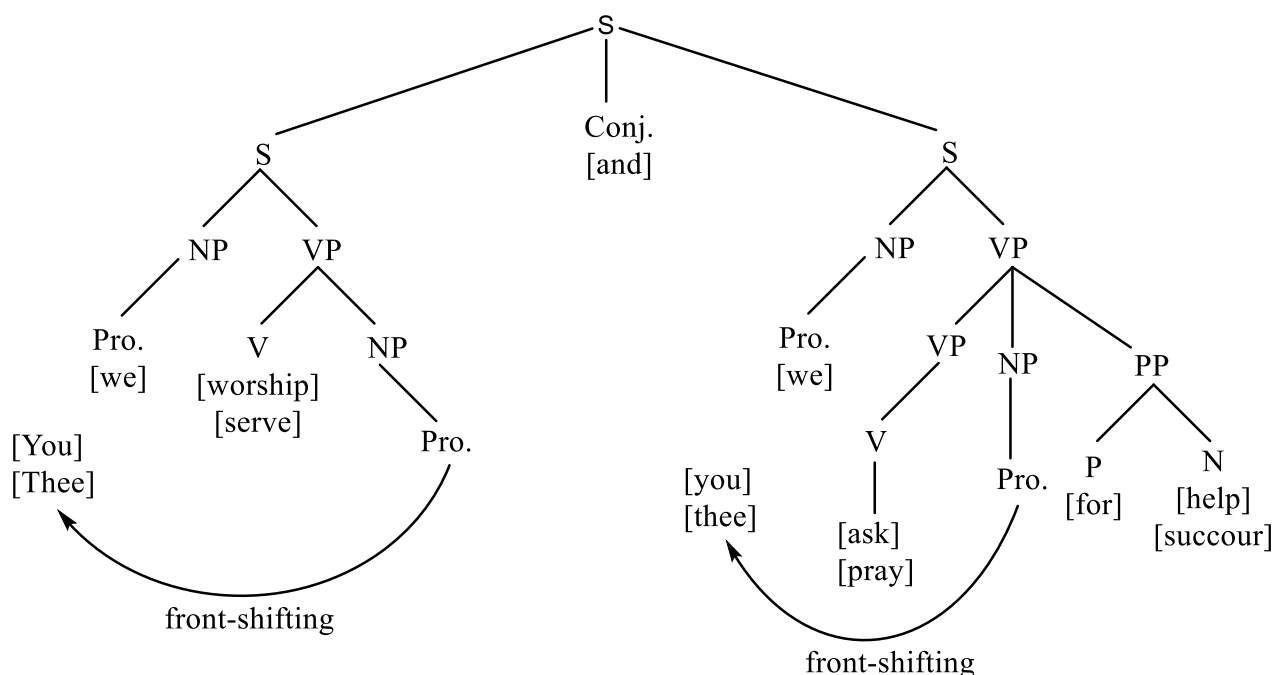 S
Conj.
[and]
S
S
NP
VP
NP
VP
Pro.
[we]
V
[worship]
[serve]
NP
Pro.
[we]
VP
NP
PP
[You]
[Thee]
Pro.
V
[you]
[thee]
Pro.
P
[for]
N
[help]
[succour]
[ask]
[pray]
front-shifting
front-shifting